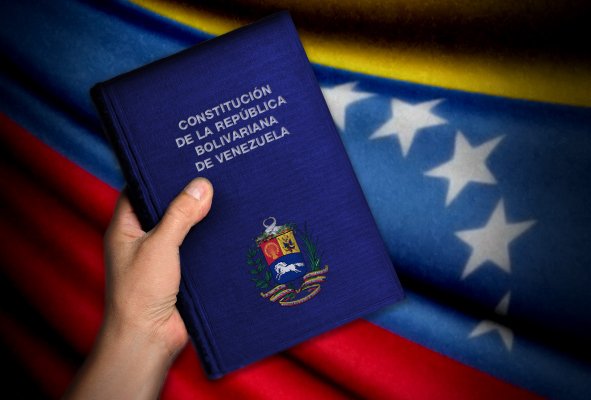 CONSTITUCIÓN
DE LA REPÚBLICA
BOLIVARIANA
DE VENEZUELA